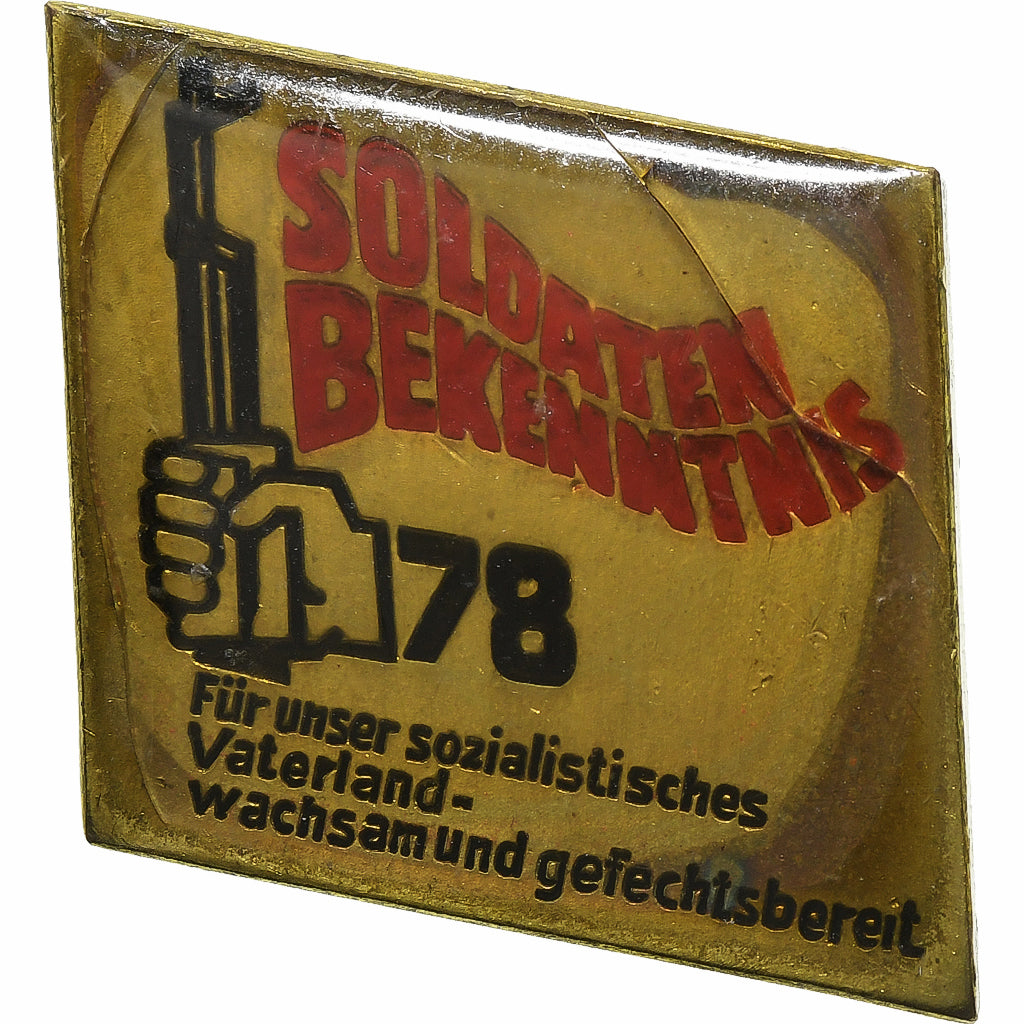 SOLDATEN
BEKENNTNIS
78
Für unser sozialistisches
Vaterland-
wachsam und gefechtsbereit